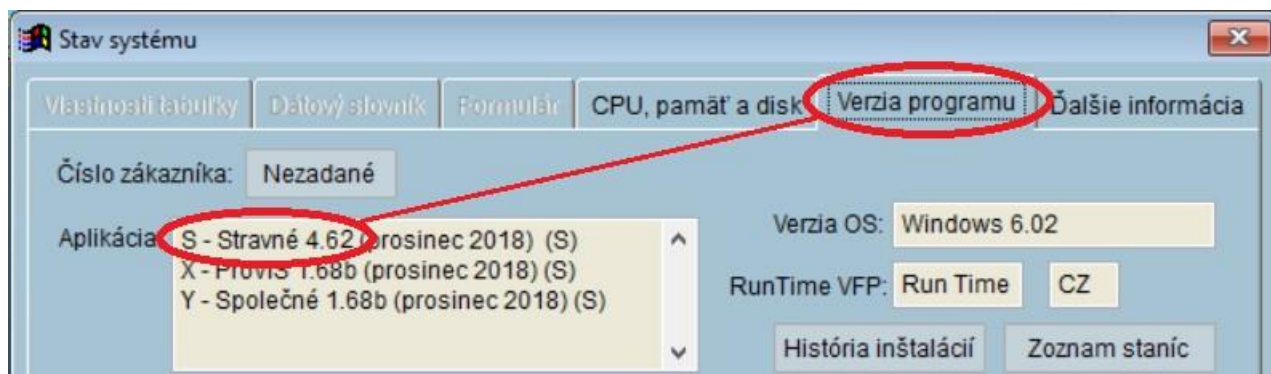 Stav systému
Vlastnosti tabuľky Dátový slovník Formulár CPU, pamäť a disk Verzia programu Ďalšie informácia
Číslo zákazníka: Nezadané
Aplikácia S - Stravné 4.62 (prosinec 2018) (S)
X - ProVIS 1.68b (prosinec 2018) (S)
Y - Společné 1.68b (prosinec 2018) (S)
Verzia OS: Windows 6.02
RunTime VFP: Run Time CZ
História inštalácií Zoznam staníc